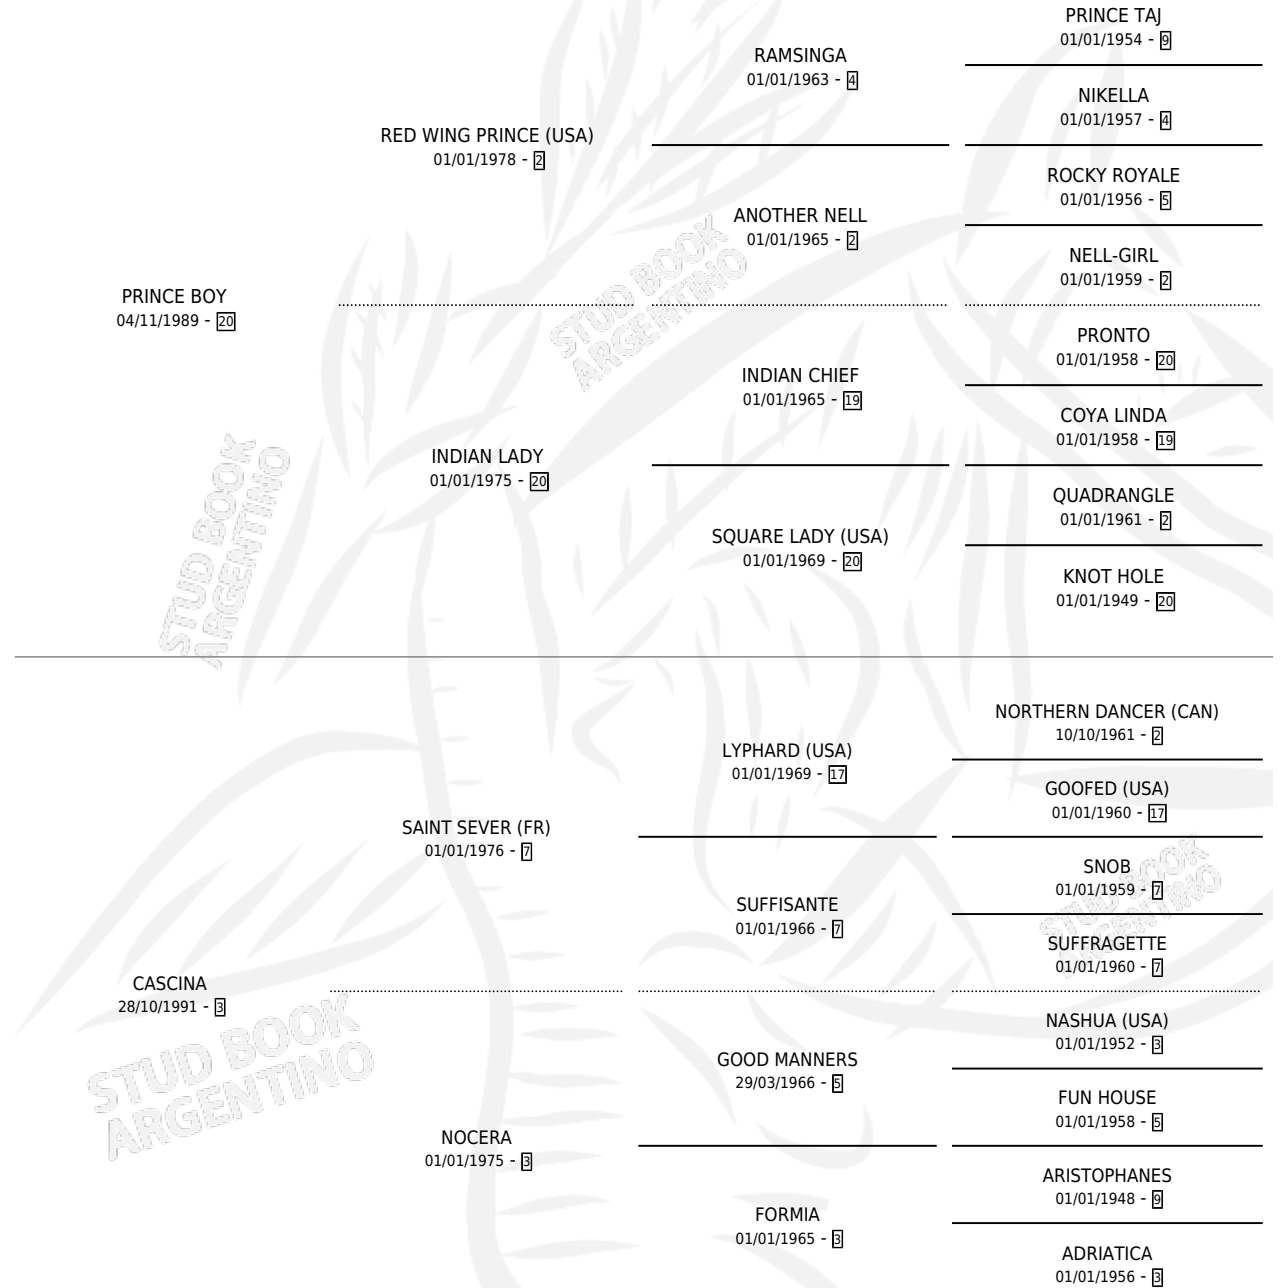 PRINCE TAJ
01/01/1954 - 9
RAMSINGA
01/01/1963 - 4
NIKELLA
01/01/1957 - 4
RED WING PRINCE (USA)
01/01/1978 - 2
ROCKY ROYALE
01/01/1956 - 5
ANOTHER NELL
01/01/1965 - 2
NELL-GIRL
01/01/1959 - 2
PRINCE BOY
04/11/1989 - 20
PRONTO
01/01/1958 - 20
INDIAN CHIEF
01/01/1965 - 19
COYA LINDA
01/01/1958 - 19
INDIAN LADY
01/01/1975 - 20
QUADRANGLE
01/01/1961 - 2
SQUARE LADY (USA)
01/01/1969 - 20
KNOT HOLE
01/01/1949 - 20
NORTHERN DANCER (CAN)
10/10/1961 - 2
LYPHARD (USA)
01/01/1969 - 17
GOOFED (USA)
01/01/1960 - 17
SAINT SEVER (FR)
01/01/1976 - 7
SNOB
01/01/1959 - 7
SUFFISANTE
01/01/1966 - 7
SUFFRAGETTE
01/01/1960 - 7
CASCINA
28/10/1991 - 3
NASHUA (USA)
01/01/1952 - 3
GOOD MANNERS
29/03/1966 - 5
FUN HOUSE
01/01/1958 - 5
NOCERA
01/01/1975 - 3
ARISTOPHANES
01/01/1948 - 9
FORMIA
01/01/1965 - 3
ADRIATICA
01/01/1956 - 3
STUD BOOK
ARGENTINO
STUD BOOK
ARGENTINO
STUD BOOK
ARGENTINO
STUD BOOK
ARGENTINO